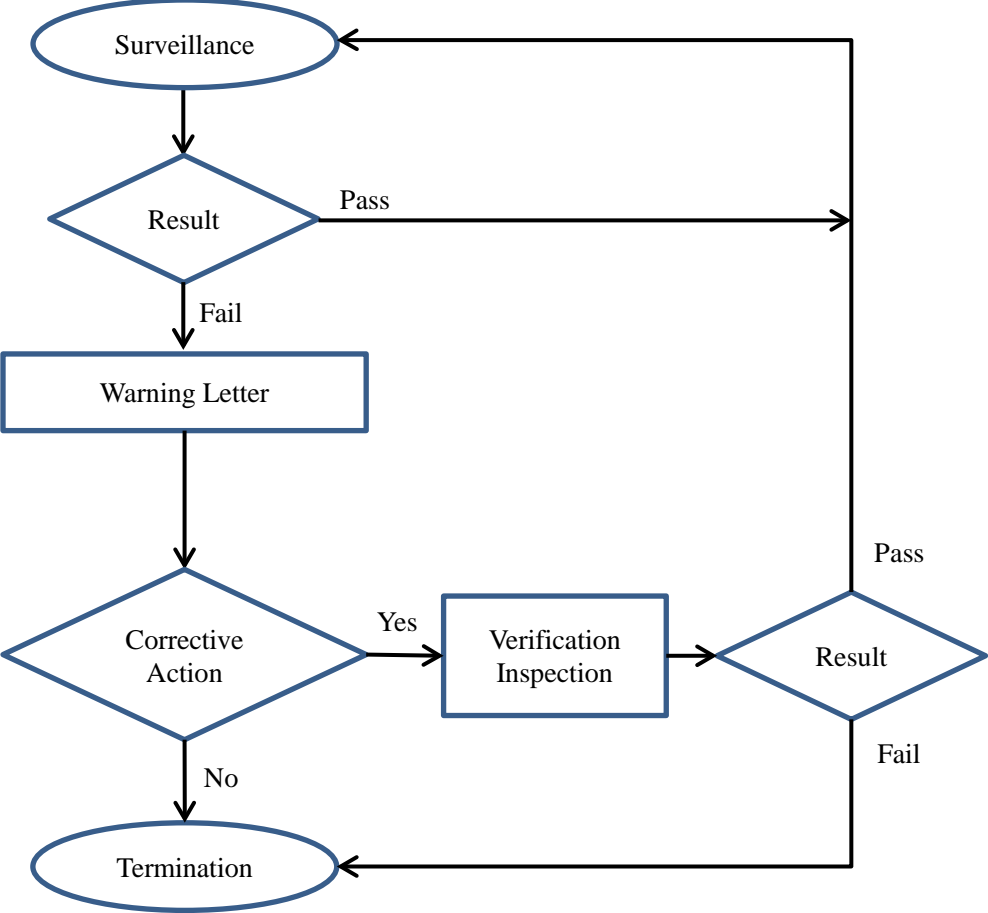 Surveillance
Result
Pass
Fail
Warning Letter
Pass
Corrective
Action
Yes
Verification
Inspection
Result
No
Fail
Termination